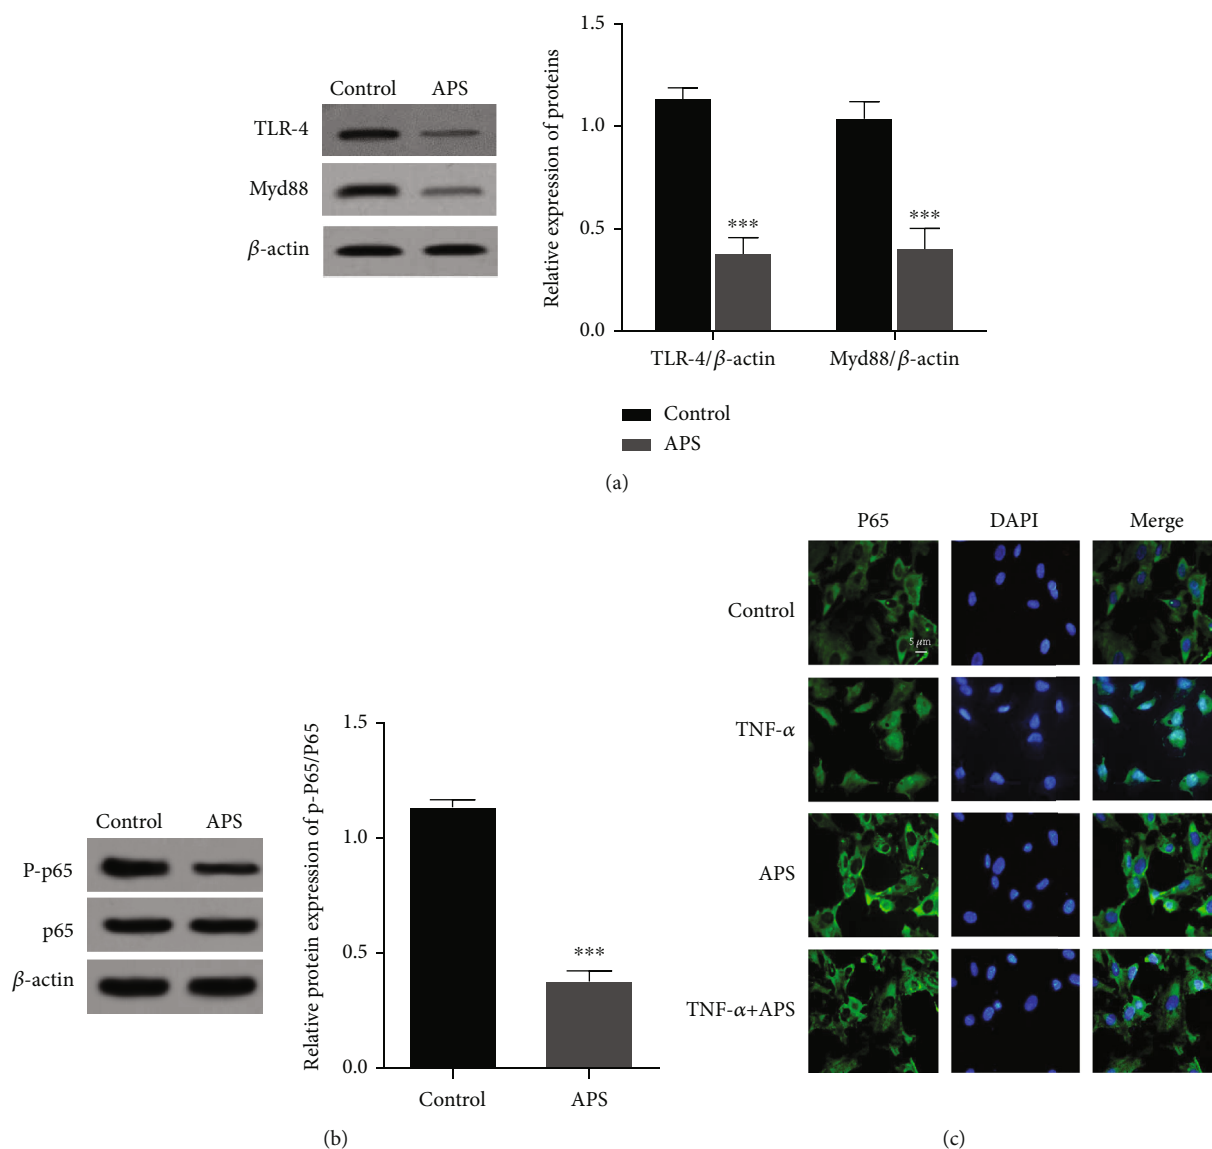 Control APS
TLR-4
Myd88
β-actin
Relative expression of proteins
1.5
1.0
0.5
0.0
***
***
TLR-4/β-actin Myd88/β-actin
Control
APS
(a)
Control APS
P-p65
p65
β-actin
Relative protein expression of p-P65/P65
1.5
1.0
0.5
0.0
***
Control APS
(b)
P65 DAPI Merge
Control
5 μm
TNF-α
APS
TNF-α+APS
(c)